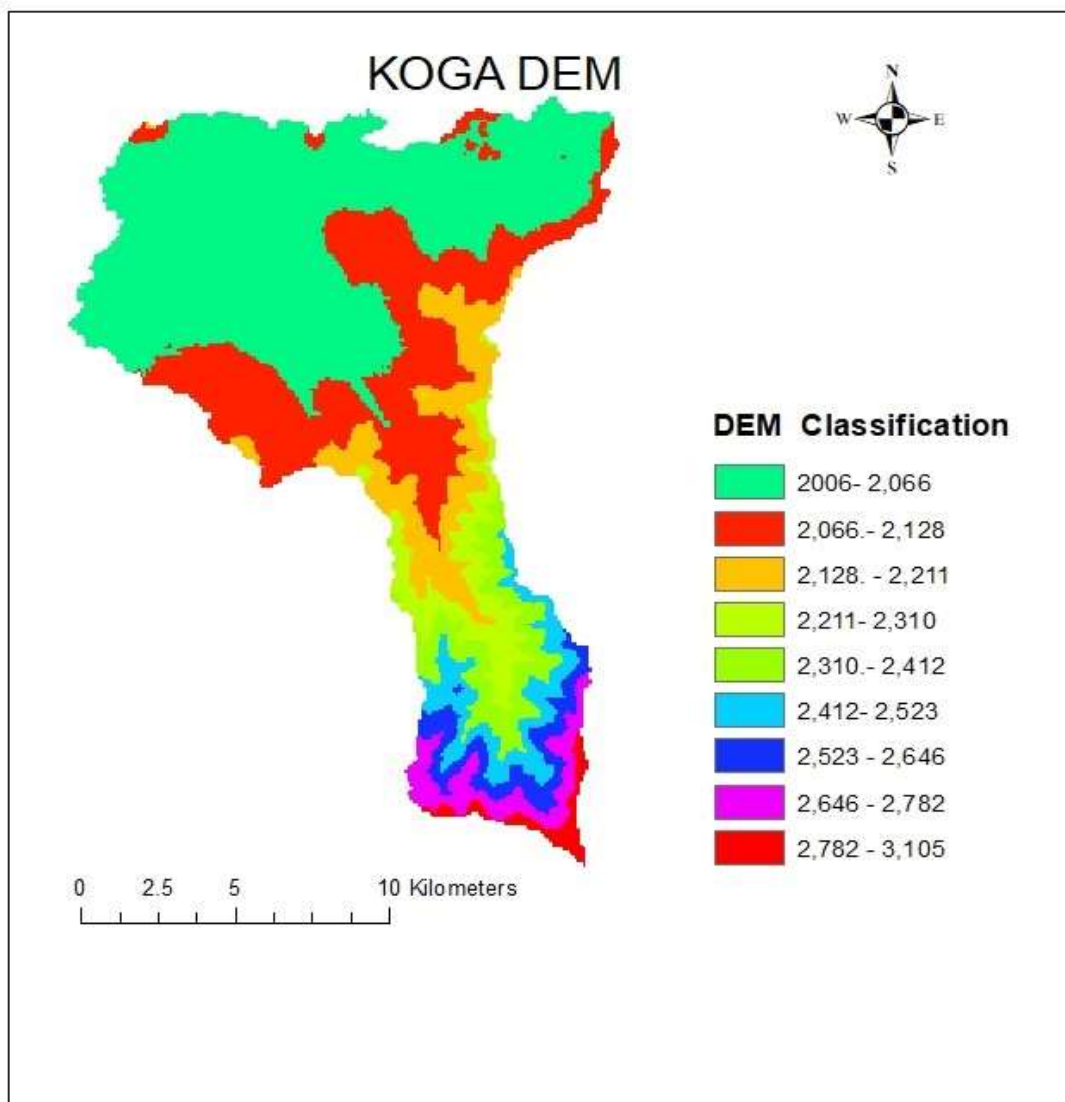 KOGA DEM
N
W E
S
DEM Classification
2006- 2,066
2,066.- 2,128
2,128. - 2,211
2,211- 2,310
2,310.- 2,412
2,412- 2,523
2,523 - 2,646
2,646 - 2,782
2,782 - 3,105
0 2.5 5 10 Kilometers